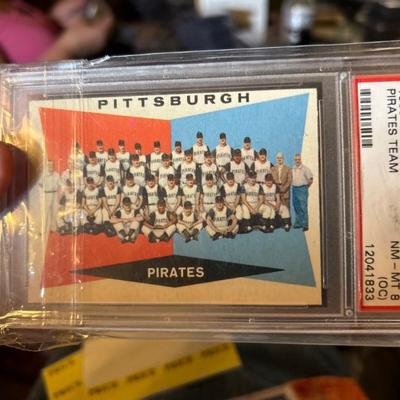 PITTSBURGH
PIRATES
PIRATES TEAM
NM - MT 8
(OC)
12041833